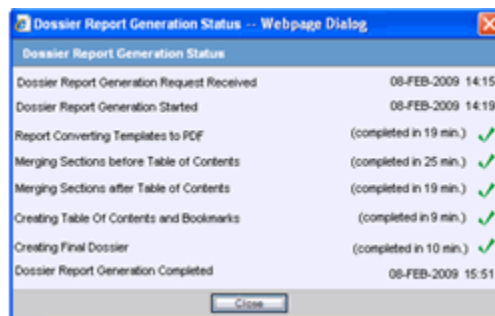 Dossier Report Generation Status -- Webpage Dialog
Dossier Report Generation Status
Dossier Report Generation Request Received 08-FEB-2009 14:15
Dossier Report Generation Started 08-FEB-2009 14:19
Report Converting Templates to PDF (completed in 19 min.)
Merging Sections before Table of Contents (completed in 25 min.)
Merging Sections after Table of Contents (completed in 19 min.)
Creating Table Of Contents and Bookmarks (completed in 9 min.)
Creating Final Dossier (completed in 10 min.)
Dossier Report Generation Completed 08-FEB-2009 15:51
Close